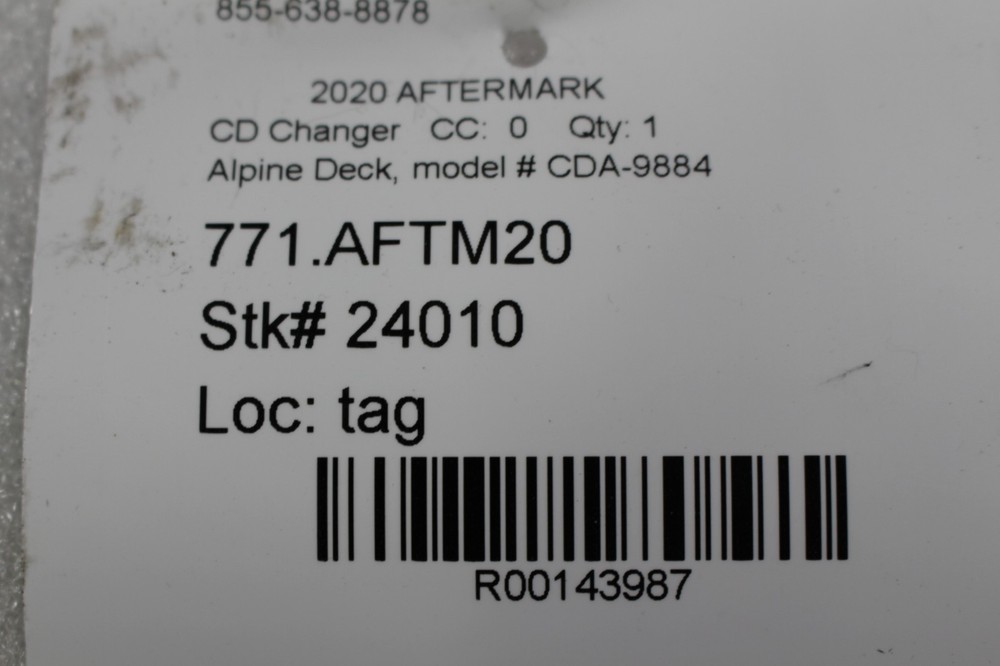 855-638-8878
2020 AFTERMARK
CD Changer CC: 0 Qty: 1
Alpine Deck, model # CDA-9884
771.AFTM20
Stk# 24010
Loc: tag
R00143987